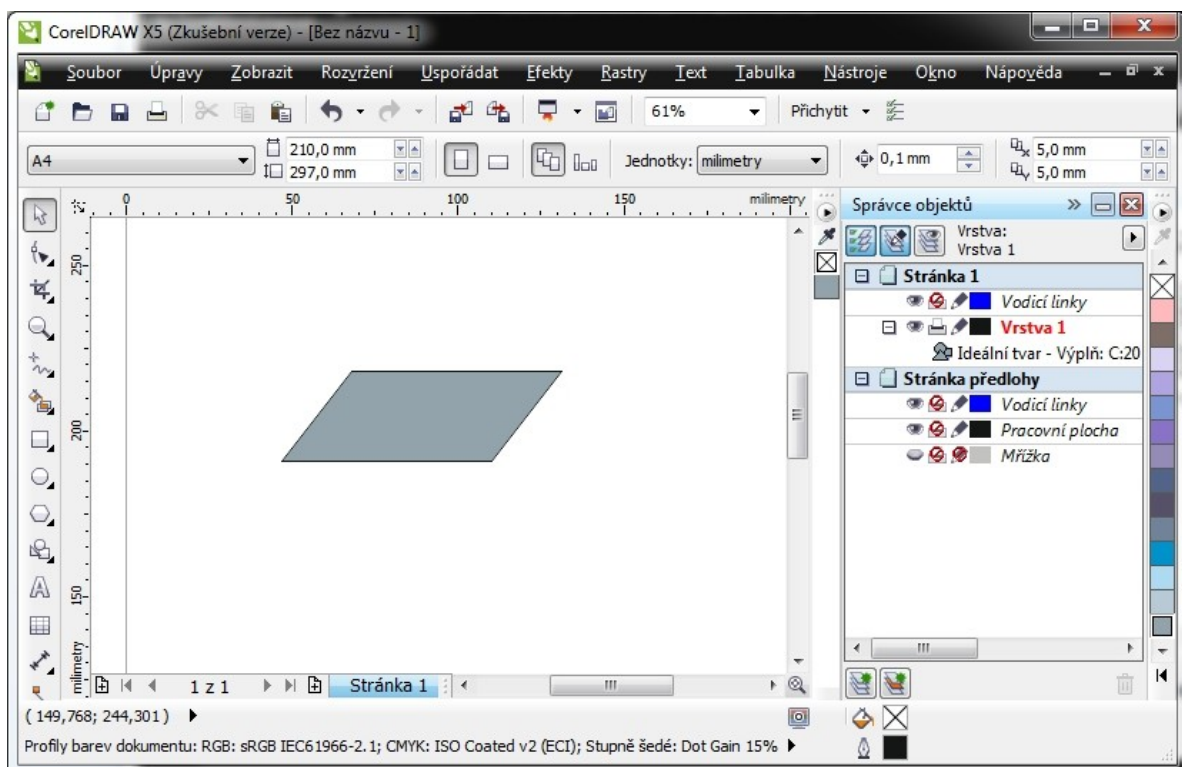 CorelDRAW X5 (Zkušební verze) - [Bez názvu - 1]
Soubor Úpravy Zobrazit Rozvržení Uspořádat Efekty Rastry Text Tabulka Nástroje Okno Nápověda
61% Přichytit
A4 210,0 mm 297,0 mm Jednotky: milimetry 0,1 mm 5,0 mm 5,0 mm
0 50 100 150 milimetry
250
200
150
milimetry
Správce objektů
Vrstva:
Vrstva 1
Stránka 1
Vodicí linky
Vrstva 1
Ideální tvar - Výplň: C:20
Stránka předlohy
Vodicí linky
Pracovní plocha
Mřížka
1 z 1 Stránka 1
( 149,768; 244,301 )
Profily barev dokumentu: RGB: sRGB IEC61966-2.1; CMYK: ISO Coated v2 (ECI); Stupně šedé: Dot Gain 15%